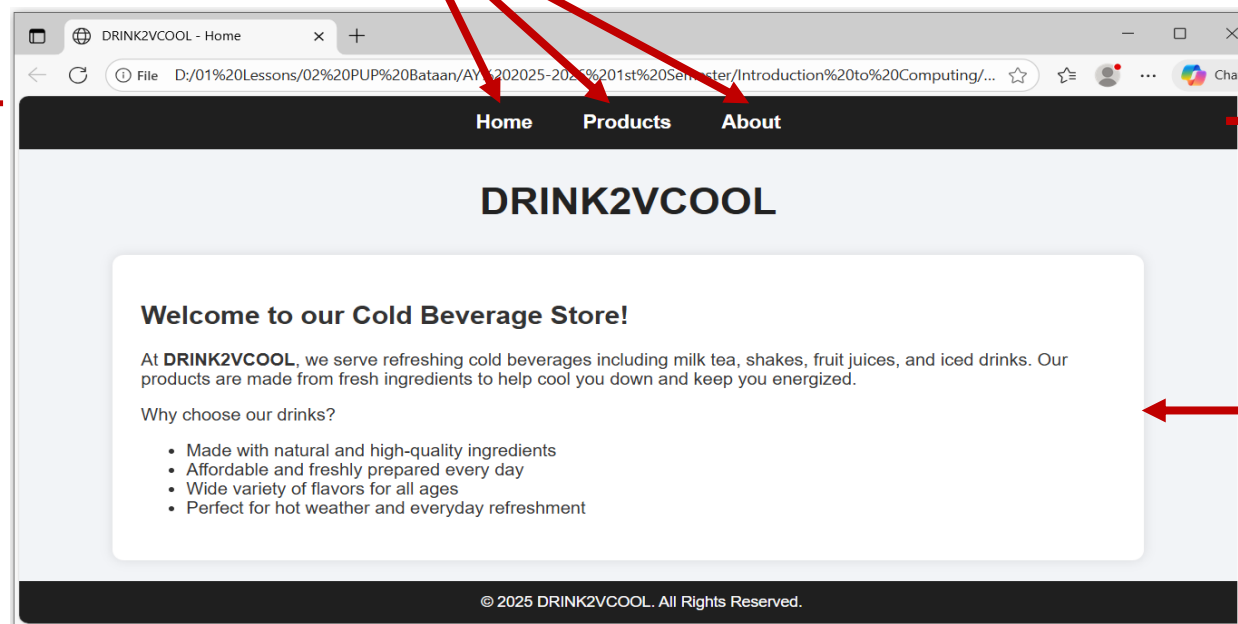 DRINK2VCOOL - Home
File D:/01%20Lessons/02%20PUP%20Bataan/AY%202025-2026%201st%20Semester/Introduction%20to%20Computing/...
Cha
Home Products About
DRINK2VCOOL
Welcome to our Cold Beverage Store!
At DRINK2VCOOL, we serve refreshing cold beverages including milk tea, shakes, fruit juices, and iced drinks. Our
products are made from fresh ingredients to help cool you down and keep you energized.
Why choose our drinks?
• Made with natural and high-quality ingredients
• Affordable and freshly prepared every day
• Wide variety of flavors for all ages
• Perfect for hot weather and everyday refreshment
© 2025 DRINK2VCOOL. All Rights Reserved.